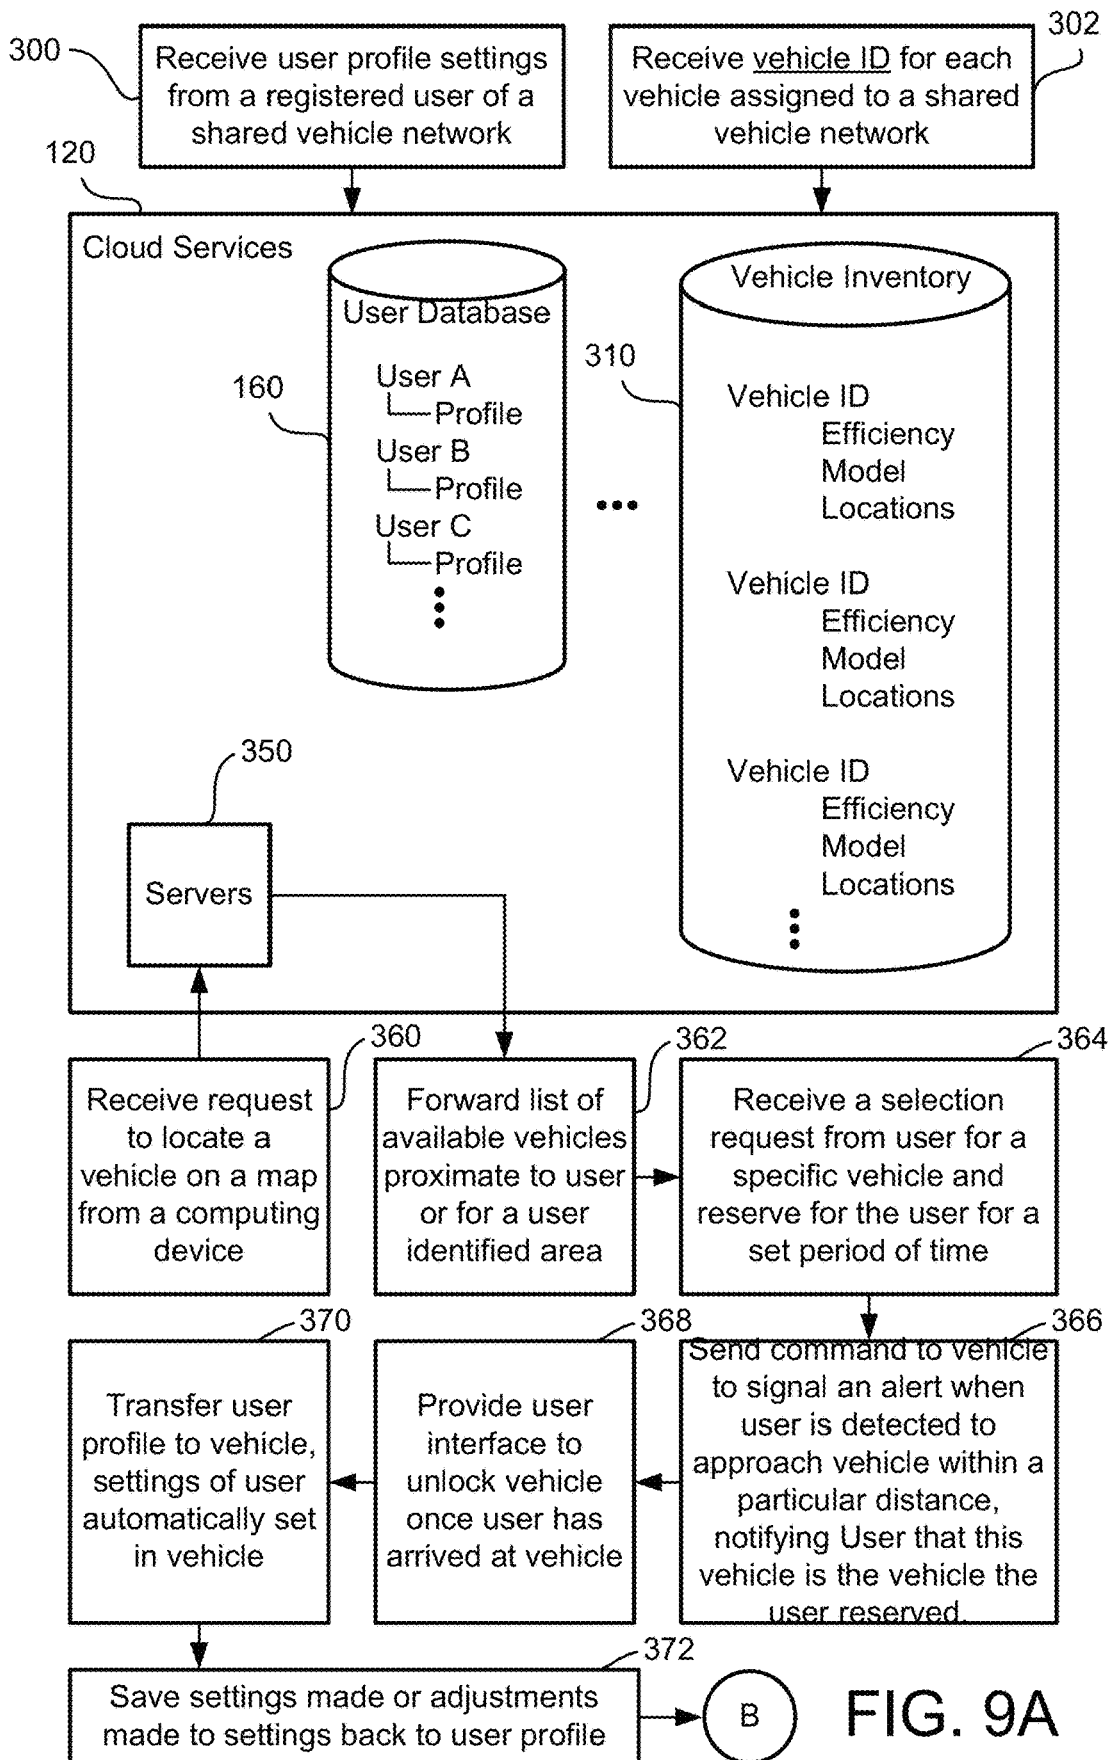 300
Receive user profile settings
from a registered user of a
shared vehicle network
302
Receive vehicle ID for each
vehicle assigned to a shared
vehicle network
120
Cloud Services
User Database
160
User A
Profile
User B
Profile
User C
Profile
Vehicle Inventory
310
Vehicle ID
Efficiency
Model
Locations
Vehicle ID
Efficiency
Model
Locations
Vehicle ID
Efficiency
Model
Locations
350
Servers
360
Receive request
to locate a
vehicle on a map
from a computing
device
362
Forward list of
available vehicles
proximate to user
or for a user
identified area
364
Receive a selection
request from user for a
specific vehicle and
reserve for the user for a
set period of time
366
Send command to vehicle
to signal an alert when
user is detected to
approach vehicle within a
particular distance,
notifying User that this
vehicle is the vehicle the
user reserved.
368
Provide user
interface to
unlock vehicle
once user has
arrived at vehicle
370
Transfer user
profile to vehicle,
settings of user
automatically set
in vehicle
372
Save settings made or adjustments
made to settings back to user profile
B
FIG. 9A